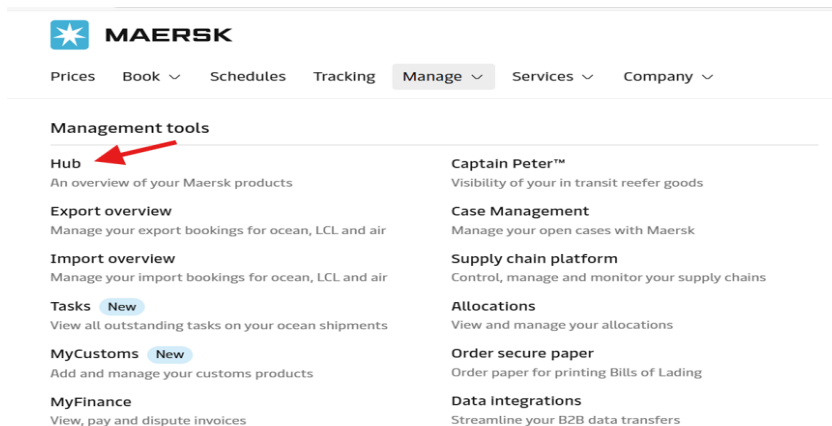 MAERSK
Prices Book Schedules Tracking Manage Services Company
Management tools
Hub
An overview of your Maersk products
Export overview
Manage your export bookings for ocean, LCL and air
Import overview
Manage your import bookings for ocean, LCL and air
Tasks New
View all outstanding tasks on your ocean shipments
MyCustoms New
Add and manage your customs products
MyFinance
View, pay and dispute invoices
Captain Peter™
Visibility of your in transit reefer goods
Case Management
Manage your open cases with Maersk
Supply chain platform
Control, manage and monitor your supply chains
Allocations
View and manage your allocations
Order secure paper
Order paper for printing Bills of Lading
Data integrations
Streamline your B2B data transfers